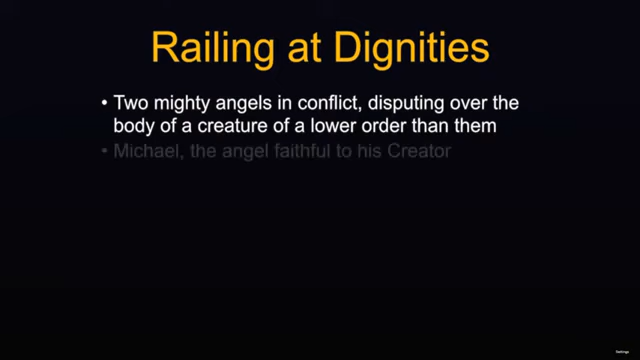 Railing at Dignities
• Two mighty angels in conflict, disputing over the
body of a creature of a lower order than them
• Michael, the angel faithful to his Creator
Settings